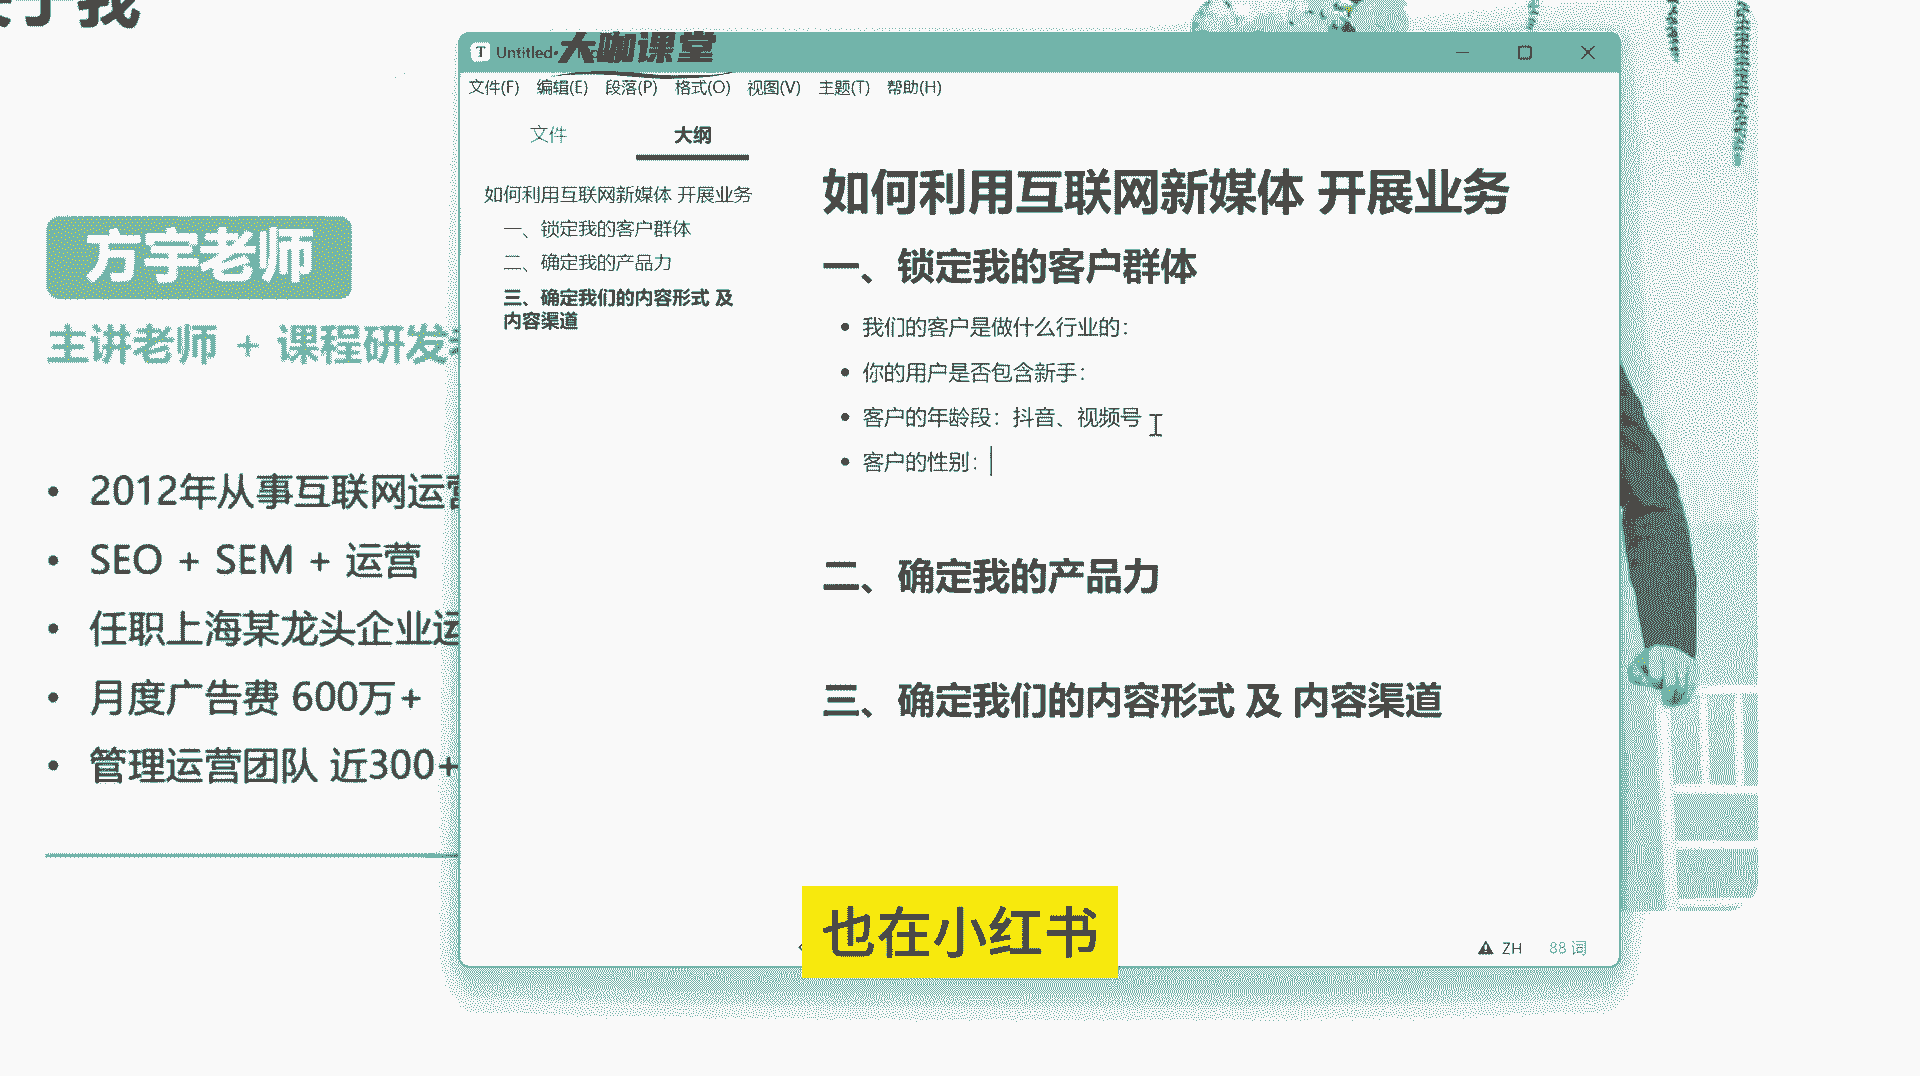 我
方宇老师
主讲老师 + 课程研发
• 2012年从事互联网运营
• SEO + SEM + 运营
• 任职上海某龙头企业运
• 月度广告费 600万+
• 管理运营团队 近300+
T Untitled•
大咖课堂
文件(F) 编辑(E) 段落(P) 格式(O) 视图(V) 主题(T) 帮助(H)
文件 大纲
如何利用互联网新媒体 开展业务
一、锁定我的客户群体
二、确定我的产品力
三、确定我们的内容形式 及
内容渠道
如何利用互联网新媒体 开展业务
一、锁定我的客户群体
• 我们的客户是做什么行业的：
• 你的用户是否包含新手：
• 客户的年龄段：抖音、视频号
• 客户的性别：
二、确定我的产品力
三、确定我们的内容形式 及 内容渠道
也在小红书
ZH 88 词